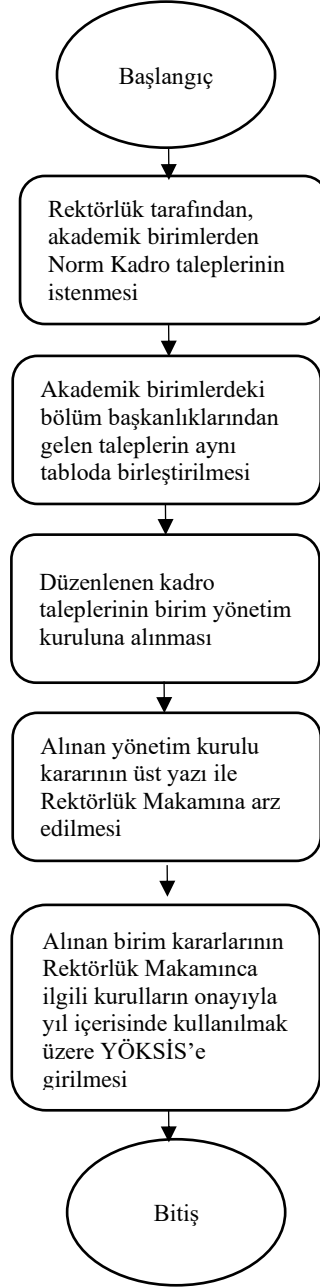 Başlangıç
Rektörlük tarafından,
akademik birimlerden
Norm Kadro taleplerinin
istenmesi
Akademik birimlerdeki
bölüm başkanlıklarından
gelen taleplerin aynı
tabloda birleştirilmesi
Düzenlenen kadro
taleplerinin birim yönetim
kuruluna alınması
Alınan yönetim kurulu
kararının üst yazı ile
Rektörlük Makamına arz
edilmesi
Alınan birim kararlarının
Rektörlük Makamınca
ilgili kurulların onayıyla
yıl içerisinde kullanılmak
üzere YÖKSİS’e
girilmesi
Bitiş